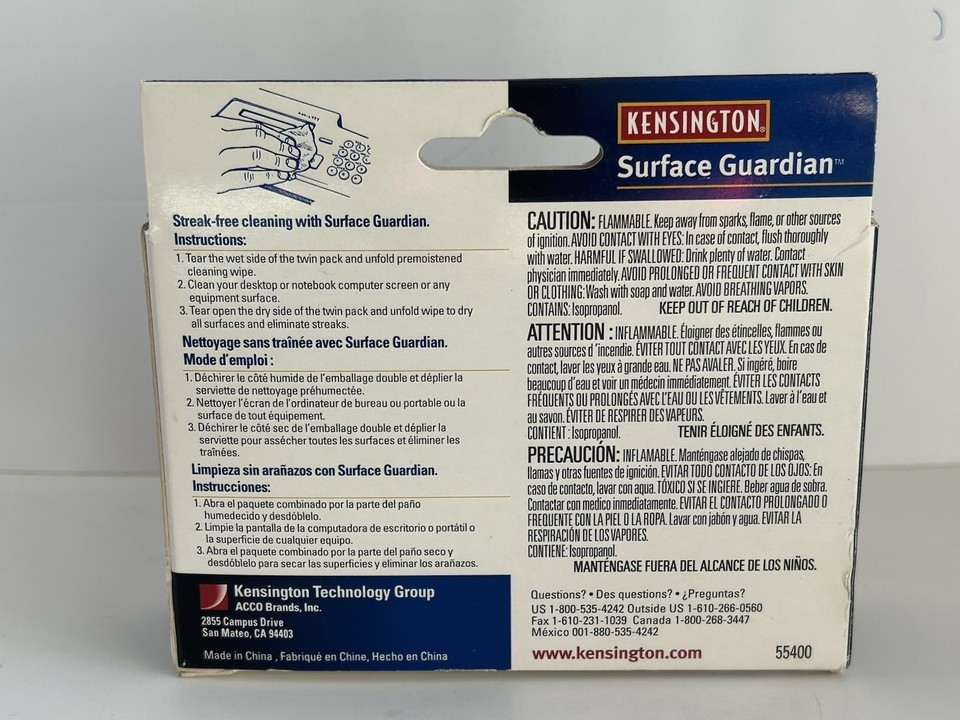 KENSINGTON®
Surface Guardian™
Streak-free cleaning with Surface Guardian.
Instructions:
1. Tear the wet side of the twin pack and unfold premoistened
cleaning wipe.
2. Clean your desktop or notebook computer screen or any
equipment surface.
3. Tear open the dry side of the twin pack and unfold wipe to dry
all surfaces and eliminate streaks.
Nettoyage sans traînée avec Surface Guardian.
Mode d'emploi :
1. Déchirer le côté humide de l'emballage double et déplier la
serviette de nettoyage préhumectée.
2. Nettoyer l'écran de l'ordinateur de bureau ou portable ou la
surface de tout équipement.
3. Déchirer le côté sec de l'emballage double et déplier la
serviette pour assécher toutes les surfaces et éliminer les
traînées.
Limpieza sin arañazos con Surface Guardian.
Instrucciones:
1. Abra el paquete combinado por la parte del paño
humedecido y desdóblelo.
2. Limpie la pantalla de la computadora de escritorio o portátil o
la superficie de cualquier equipo.
3. Abra el paquete combinado por la parte del paño seco y
desdóblelo para secar las superficies y eliminar los arañazos.
Kensington Technology Group
ACCO Brands, Inc.
2855 Campus Drive
San Mateo, CA 94403
Made in China , Fabriqué en Chine, Hecho en China
CAUTION: FLAMMABLE. Keep away from sparks, flame, or other sources
of ignition. AVOID CONTACT WITH EYES: In case of contact, flush thoroughly
with water. HARMFUL IF SWALLOWED: Drink plenty of water. Contact
physician immediately. AVOID PROLONGED OR FREQUENT CONTACT WITH SKIN
OR CLOTHING: Wash with soap and water. AVOID BREATHING VAPORS.
CONTAINS: Isopropanol. KEEP OUT OF REACH OF CHILDREN.
ATTENTION : INFLAMMABLE. Éloigner des étincelles, flammes ou
autres sources d'incendie. ÉVITER TOUT CONTACT AVEC LES YEUX. En cas de
contact, laver les yeux à grande eau. NE PAS AVALER. Si ingéré, boire
beaucoup d'eau et voir un médecin immédiatement. ÉVITER LES CONTACTS
FRÉQUENTS OU PROLONGÉS AVEC L'EAU OU LES VÊTEMENTS. Laver à l'eau et
au savon. ÉVITER DE RESPIRER DES VAPEURS.
CONTIENT : Isopropanol. TENIR ÉLOIGNÉ DES ENFANTS.
PRECAUCIÓN: INFLAMABLE. Manténgase alejado de chispas,
llamas y otras fuentes de ignición. EVITAR TODO CONTACTO DE LOS OJOS: En
caso de contacto, lavar con aqua. TÓXICO SI SE INGIERE. Beber agua de sobra.
Contactar con medico inmediatamente. EVITAR EL CONTACTO PROLONGADO O
FREQUENTE CON LA PIEL O LA ROPA. Lavar con jabón y agua. EVITAR LA
RESPIRACIÓN DE LOS VAPORES.
CONTIENE: Isopropanol.
MANTÉNGASE FUERA DEL ALCANCE DE LOS NIÑOS.
Questions? • Des questions? • ¿Preguntas?
US 1-800-535-4242 Outside US 1-610-266-0560
Fax 1-610-231-1039 Canada 1-800-268-3447
México 001-880-535-4242
www.kensington.com 55400